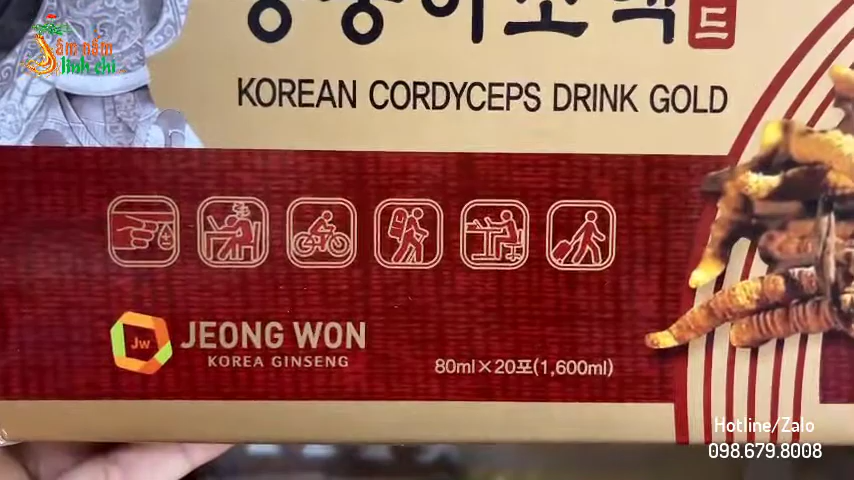 Sâm nấm
linh chi
드
KOREAN CORDYCEPS DRINK GOLD
Jw
JEONG WON
KOREA GINSENG
80ml×20포(1,600ml)
Hotline/Zalo
098.679.8008